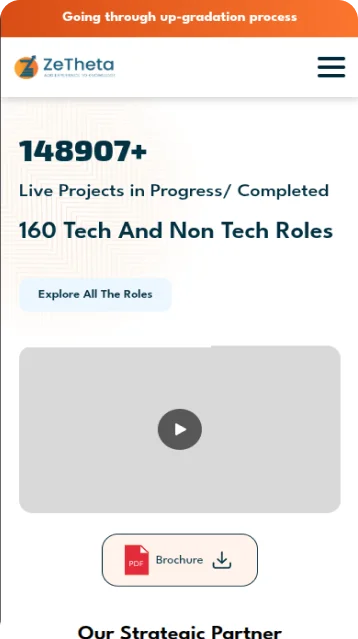 Going through up-gradation process
ZeTheta
148907+
Live Projects in Progress/ Completed
160 Tech And Non Tech Roles
Explore All The Roles
PDF
Brochure
Our Strategic Partner